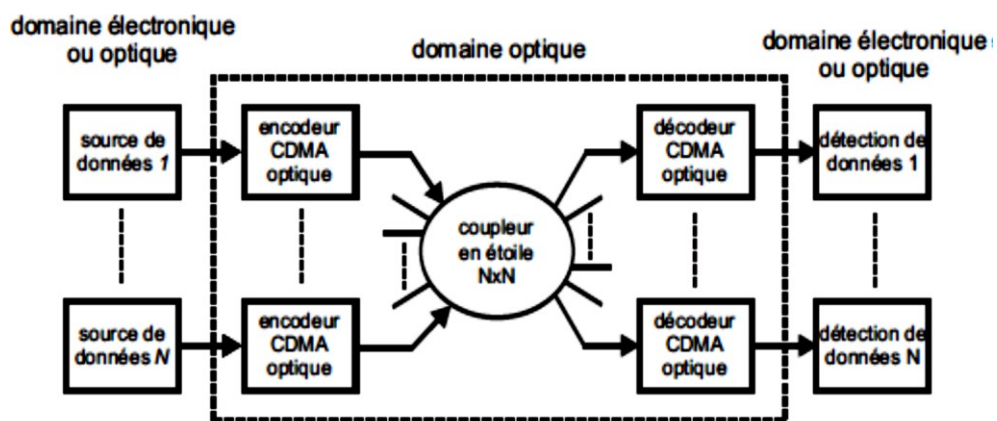 domaine électronique
ou optique
domaine optique
domaine électronique
ou optique
source de
données 1
encodeur
CDMA
optique
décodeur
CDMA
optique
détection de
données 1
coupleur
en étoile
NxN
source de
données N
encodeur
CDMA
optique
décodeur
CDMA
optique
détection de
données N